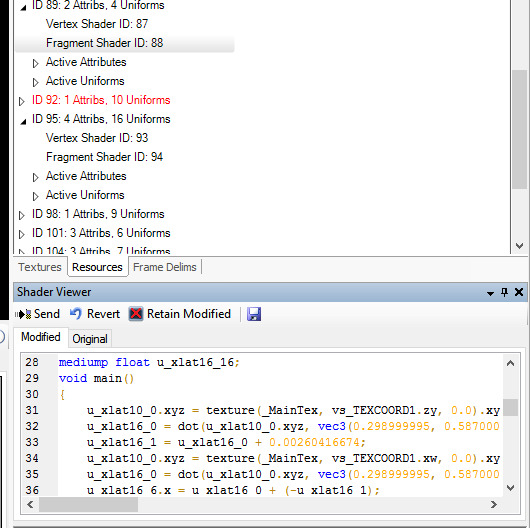 ID 89: 2 Attribs, 4 Uniforms
Vertex Shader ID: 87
Fragment Shader ID: 88
Active Attributes
Active Uniforms
ID 92: 1 Attribs, 10 Uniforms
ID 95: 4 Attribs, 16 Uniforms
Vertex Shader ID: 93
Fragment Shader ID: 94
Active Attributes
Active Uniforms
ID 98: 1 Attribs, 9 Uniforms
ID 101: 3 Attribs, 6 Uniforms
ID 104: 3 Attribs, 7 Uniforms
Textures Resources Frame Delims
Shader Viewer
Send Revert Retain Modified
Modified Original
28 mediump float u_xlat16_16;
29 void main()
30 {
31 u_xlat10_0.xyz = texture(_MainTex, vs_TEXCOORD1.zy, 0.0).xy
32 u_xlat16_0 = dot(u_xlat10_0.xyz, vec3(0.298999995, 0.587000
33 u_xlat16_1 = u_xlat16_0 + 0.00260416674;
34 u_xlat10_0.xyz = texture(_MainTex, vs_TEXCOORD1.xw, 0.0).xy
35 u_xlat16_0 = dot(u_xlat10_0.xyz, vec3(0.298999995, 0.587000
36 u_xlat16_6.x = u_xlat16_0 + (-u_xlat16_1);